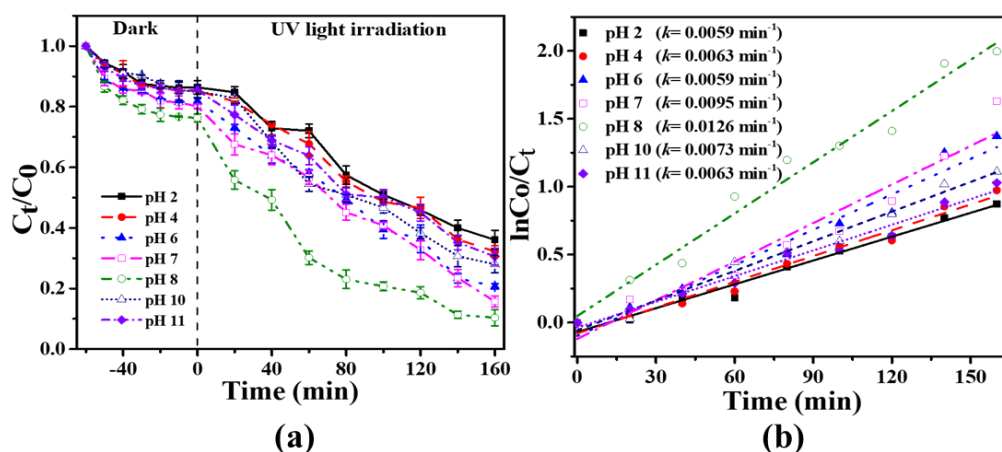 Dark
UV light irradiation
1.0
0.8
0.6
0.4
0.2
0.0
Ct/C0
pH 2
pH 4
pH 6
pH 7
pH 8
pH 10
pH 11
-40
0
40
80
120
160
Time (min)
(a)
2.0
1.5
1.0
0.5
0.0
lnCo/Ct
pH 2 (k= 0.0059 min-1)
pH 4 (k= 0.0063 min-1)
pH 6 (k= 0.0059 min-1)
pH 7 (k= 0.0095 min-1)
pH 8 (k= 0.0126 min-1)
pH 10 (k= 0.0073 min-1)
pH 11 (k= 0.0063 min-1)
0
30
60
90
120
150
Time (min)
(b)